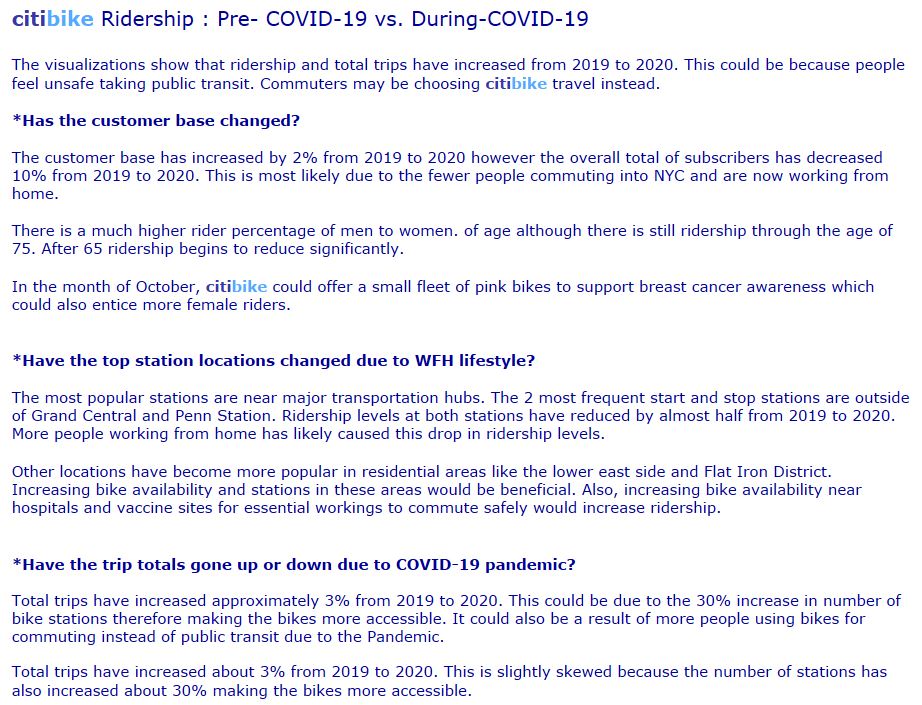 citibike Ridership : Pre- COVID-19 vs. During-COVID-19
The visualizations show that ridership and total trips have increased from 2019 to 2020. This could be because people
feel unsafe taking public transit. Commuters may be choosing citibike travel instead.
*Has the customer base changed?
The customer base has increased by 2% from 2019 to 2020 however the overall total of subscribers has decreased
10% from 2019 to 2020. This is most likely due to the fewer people commuting into NYC and are now working from
home.
There is a much higher rider percentage of men to women. of age although there is still ridership through the age of
75. After 65 ridership begins to reduce significantly.
In the month of October, citibike could offer a small fleet of pink bikes to support breast cancer awareness which
could also entice more female riders.
*Have the top station locations changed due to WFH lifestyle?
The most popular stations are near major transportation hubs. The 2 most frequent start and stop stations are outside
of Grand Central and Penn Station. Ridership levels at both stations have reduced by almost half from 2019 to 2020.
More people working from home has likely caused this drop in ridership levels.
Other locations have become more popular in residential areas like the lower east side and Flat Iron District.
Increasing bike availability and stations in these areas would be beneficial. Also, increasing bike availability near
hospitals and vaccine sites for essential workings to commute safely would increase ridership.
*Have the trip totals gone up or down due to COVID-19 pandemic?
Total trips have increased approximately 3% from 2019 to 2020. This could be due to the 30% increase in number of
bike stations therefore making the bikes more accessible. It could also be a result of more people using bikes for
commuting instead of public transit due to the Pandemic.
Total trips have increased about 3% from 2019 to 2020. This is slightly skewed because the number of stations has
also increased about 30% making the bikes more accessible.